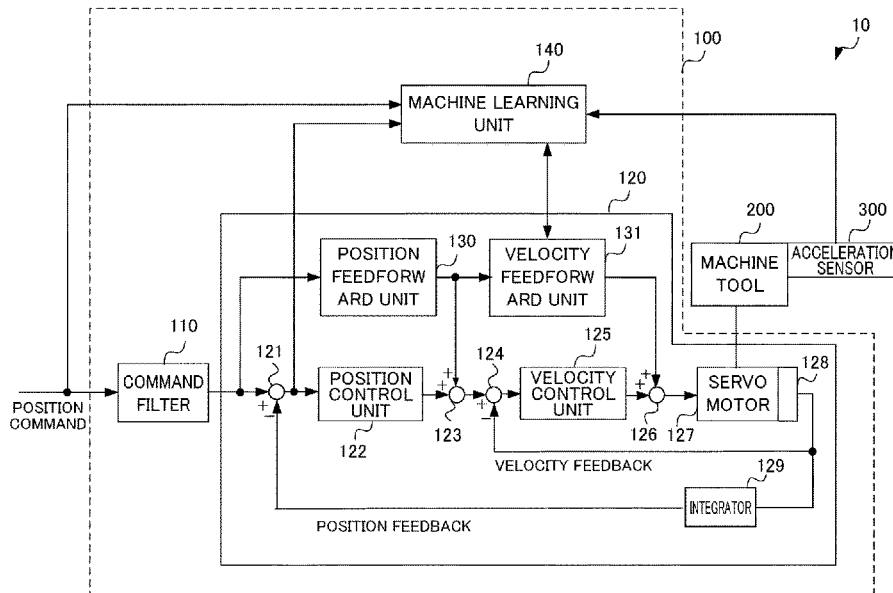 10
100
140
MACHINE LEARNING
UNIT
120
200
300
130
131
POSITION
FEEDFORW
ARD UNIT
VELOCITY
FEEDFORW
ARD UNIT
MACHINE
TOOL
ACCELERATION
SENSOR
110
121
124
125
128
COMMAND
FILTER
POSITION
CONTROL
UNIT
VELOCITY
CONTROL
UNIT
SERVO
MOTOR
+
−
+
+
+
−
+
+
POSITION
COMMAND
122
123
126
127
VELOCITY FEEDBACK
129
INTEGRATOR
POSITION FEEDBACK